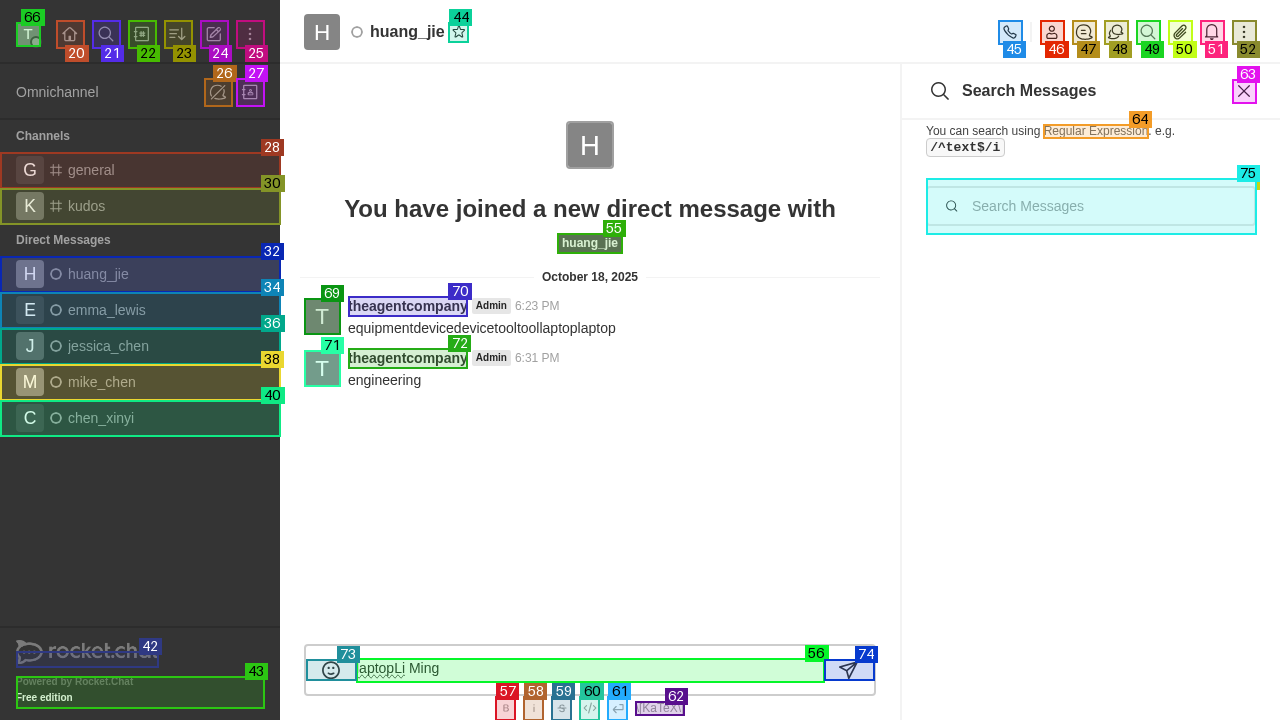 66
T
20
21
22
23
24
25
26
27
Omnichannel
Channels
28
G general
30
K kudos
Direct Messages
32
H huang_jie
34
E emma_lewis
36
J jessica_chen
38
M mike_chen
40
C chen_xinyi
42
rocket.chat
43
Powered by Rocket.Chat
Free edition
H huang_jie
44
45
46
47
48
49
50
51
52
H
You have joined a new direct message with
55
huang_jie
October 18, 2025
69
70
T theagentcompany Admin 6:23 PM
equipmentdevicedevicetooltoollaptoplaptop
71
72
T theagentcompany Admin 6:31 PM
engineering
73
56
74
aptopLi Ming
57
58
59
60
61
62
B i S </> KaTeX
63
Search Messages
64
You can search using Regular Expression. e.g.
/^text$/i
75
Search Messages